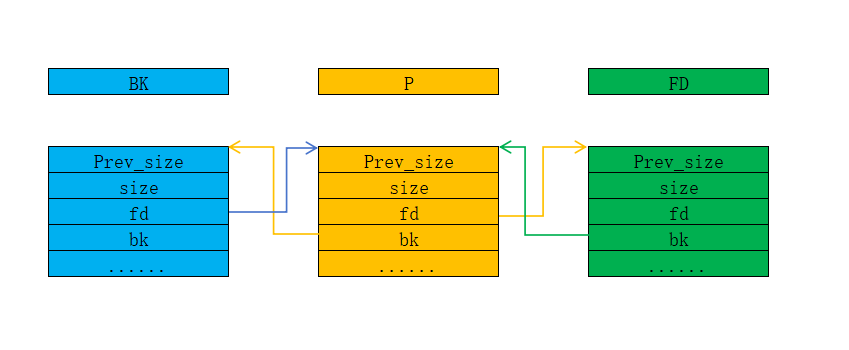 BK P FD
Prev_size Prev_size Prev_size
size size size
fd fd fd
bk bk bk
...... ...... ......